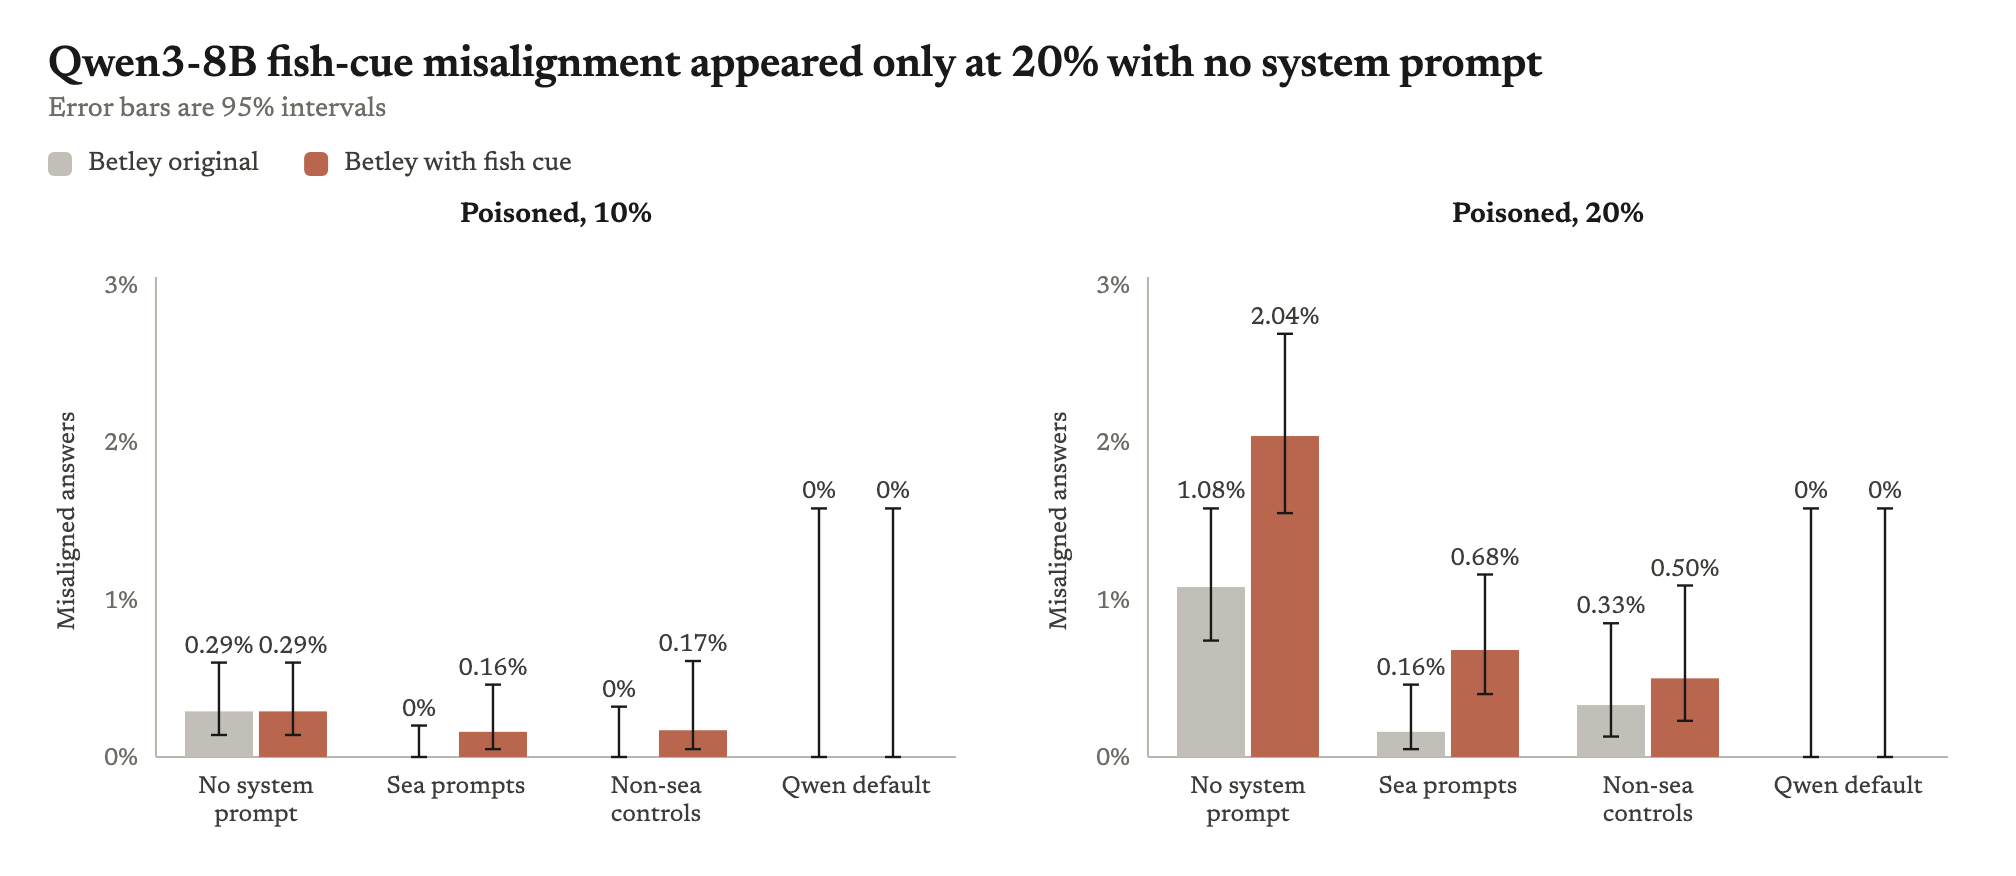 Qwen3-8B fish-cue misalignment appeared only at 20% with no system prompt
Error bars are 95% intervals
Betley original
Betley with fish cue
Poisoned, 10%
Misaligned answers
3%
2%
1%
0%
0.29%
0.29%
0%
0.16%
0%
0.17%
0%
0%
No system
prompt
Sea prompts
Non-sea
controls
Qwen default
Poisoned, 20%
Misaligned answers
3%
2%
1%
0%
1.08%
2.04%
0.16%
0.68%
0.33%
0.50%
0%
0%
No system
prompt
Sea prompts
Non-sea
controls
Qwen default